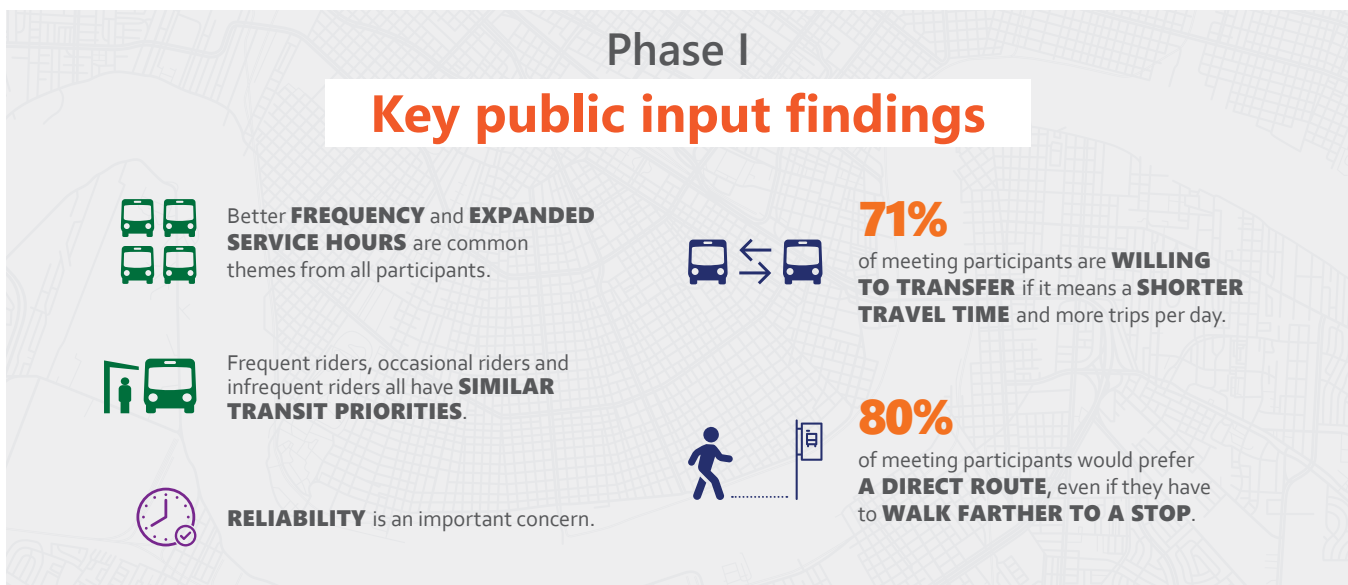 Phase I
Key public input findings
Better FREQUENCY and EXPANDED
SERVICE HOURS are common
themes from all participants.
Frequent riders, occasional riders and
infrequent riders all have SIMILAR
TRANSIT PRIORITIES.
RELIABILITY is an important concern.
71%
of meeting participants are WILLING
TO TRANSFER if it means a SHORTER
TRAVEL TIME and more trips per day.
80%
of meeting participants would prefer
A DIRECT ROUTE, even if they have
to WALK FARTHER TO A STOP.